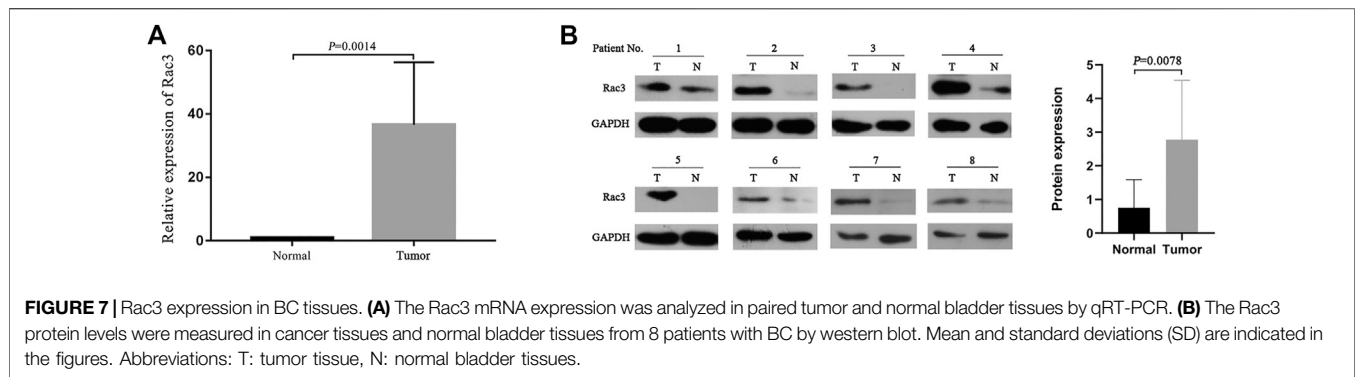 A
Relative expression of Rac3
60
40
20
0
P=0.0014
Normal Tumor
B
Patient No. 1 2 3 4
T N T N T N T N
Rac3
GAPDH
5 6 7 8
T N T N T N T N
Rac3
GAPDH
Protein expression
5
4
3
2
1
0
P=0.0078
Normal Tumor
FIGURE 7 | Rac3 expression in BC tissues. (A) The Rac3 mRNA expression was analyzed in paired tumor and normal bladder tissues by qRT-PCR. (B) The Rac3
protein levels were measured in cancer tissues and normal bladder tissues from 8 patients with BC by western blot. Mean and standard deviations (SD) are indicated in
the figures. Abbreviations: T: tumor tissue, N: normal bladder tissues.